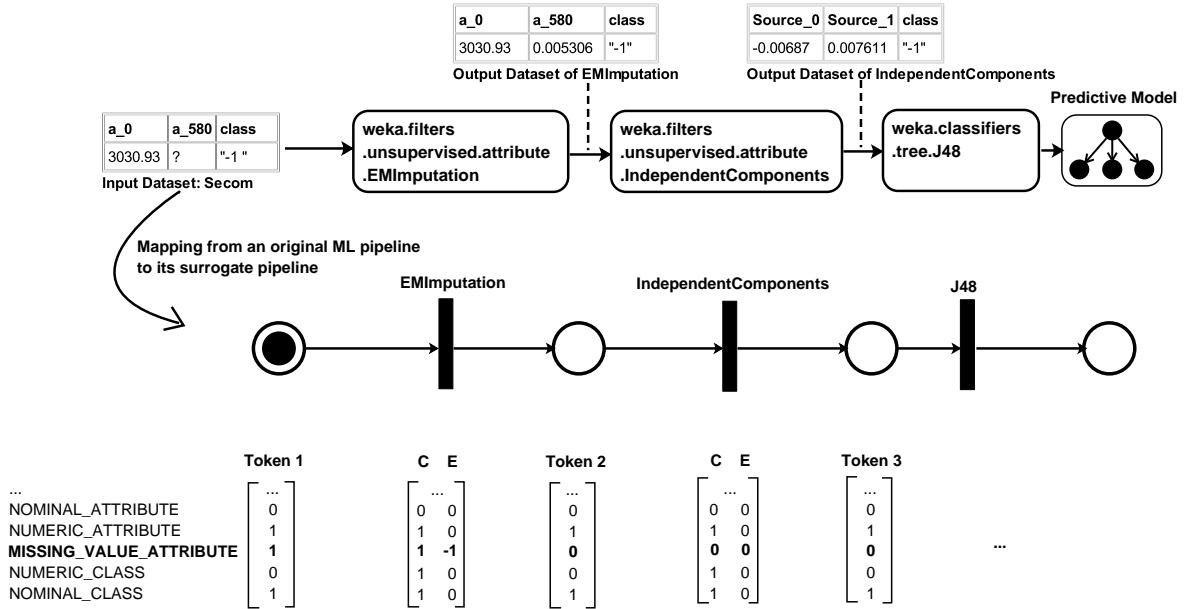 a_0 a_580 class
3030.93 0.005306 "-1"
Output Dataset of EMImputation
Source_0 Source_1 class
-0.00687 0.007611 "-1"
Output Dataset of IndependentComponents
a_0 a_580 class
3030.93 ? "-1 "
Input Dataset: Secom
weka.filters
.unsupervised.attribute
.EMImputation
weka.filters
.unsupervised.attribute
.IndependentComponents
weka.classifiers
.tree.J48
Predictive Model
Mapping from an original ML pipeline
to its surrogate pipeline
EMImputation IndependentComponents J48
Token 1 C E Token 2 C E Token 3
... ... ... ... ... ...
NOMINAL_ATTRIBUTE 0 0 0 0 0 0 0
NUMERIC_ATTRIBUTE 1 1 0 1 1 0 1
MISSING_VALUE_ATTRIBUTE 1 1 -1 0 0 0 0 ...
NUMERIC_CLASS 0 1 0 0 1 0 0
NOMINAL_CLASS 1 1 0 1 1 0 1